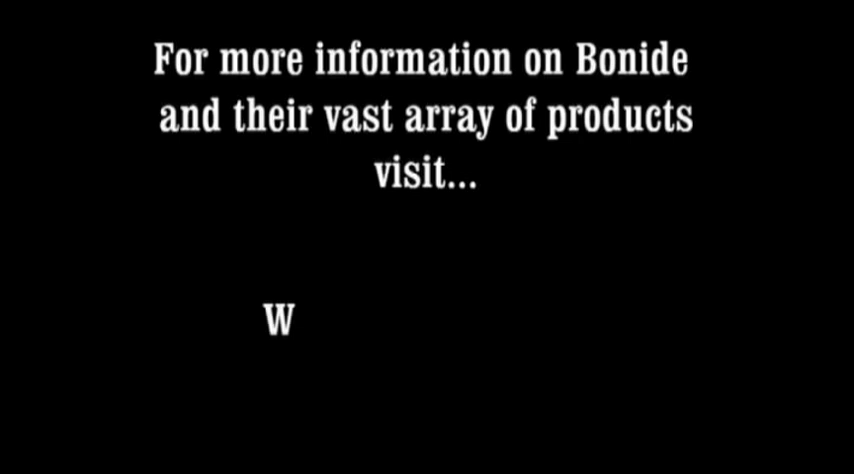 For more information on Bonide
and their vast array of products
visit...
W